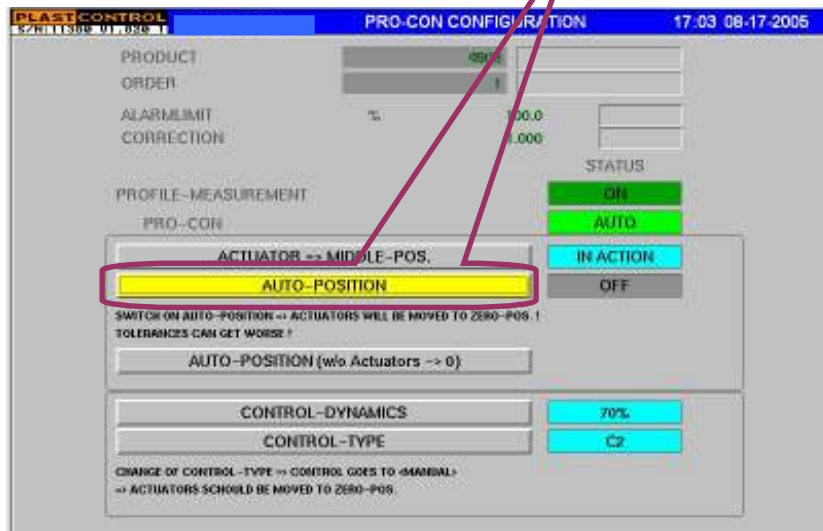 PLASTCONTROL PRO-CON CONFIGURATION 17:03 08-17-2005
PRODUCT
ORDER 1
ALARMLIMIT % 100.0
CORRECTION 1.000
STATUS
PROFILE-MEASUREMENT ON
PRO-CON AUTO
ACTUATOR => MIDDLE-POS. IN ACTION
AUTO-POSITION OFF
SWITCH ON AUTO-POSITION => ACTUATORS WILL BE MOVED TO ZERO-POS. !
TOLERANCES CAN GET WORSE !
AUTO-POSITION (w/o Actuators -> 0)
CONTROL-DYNAMICS 70%
CONTROL-TYPE C2
CHANGE OF CONTROL-TYPE => CONTROL GOES TO <MANUAL>
=> ACTUATORS SCHOULD BE MOVED TO ZERO-POS.